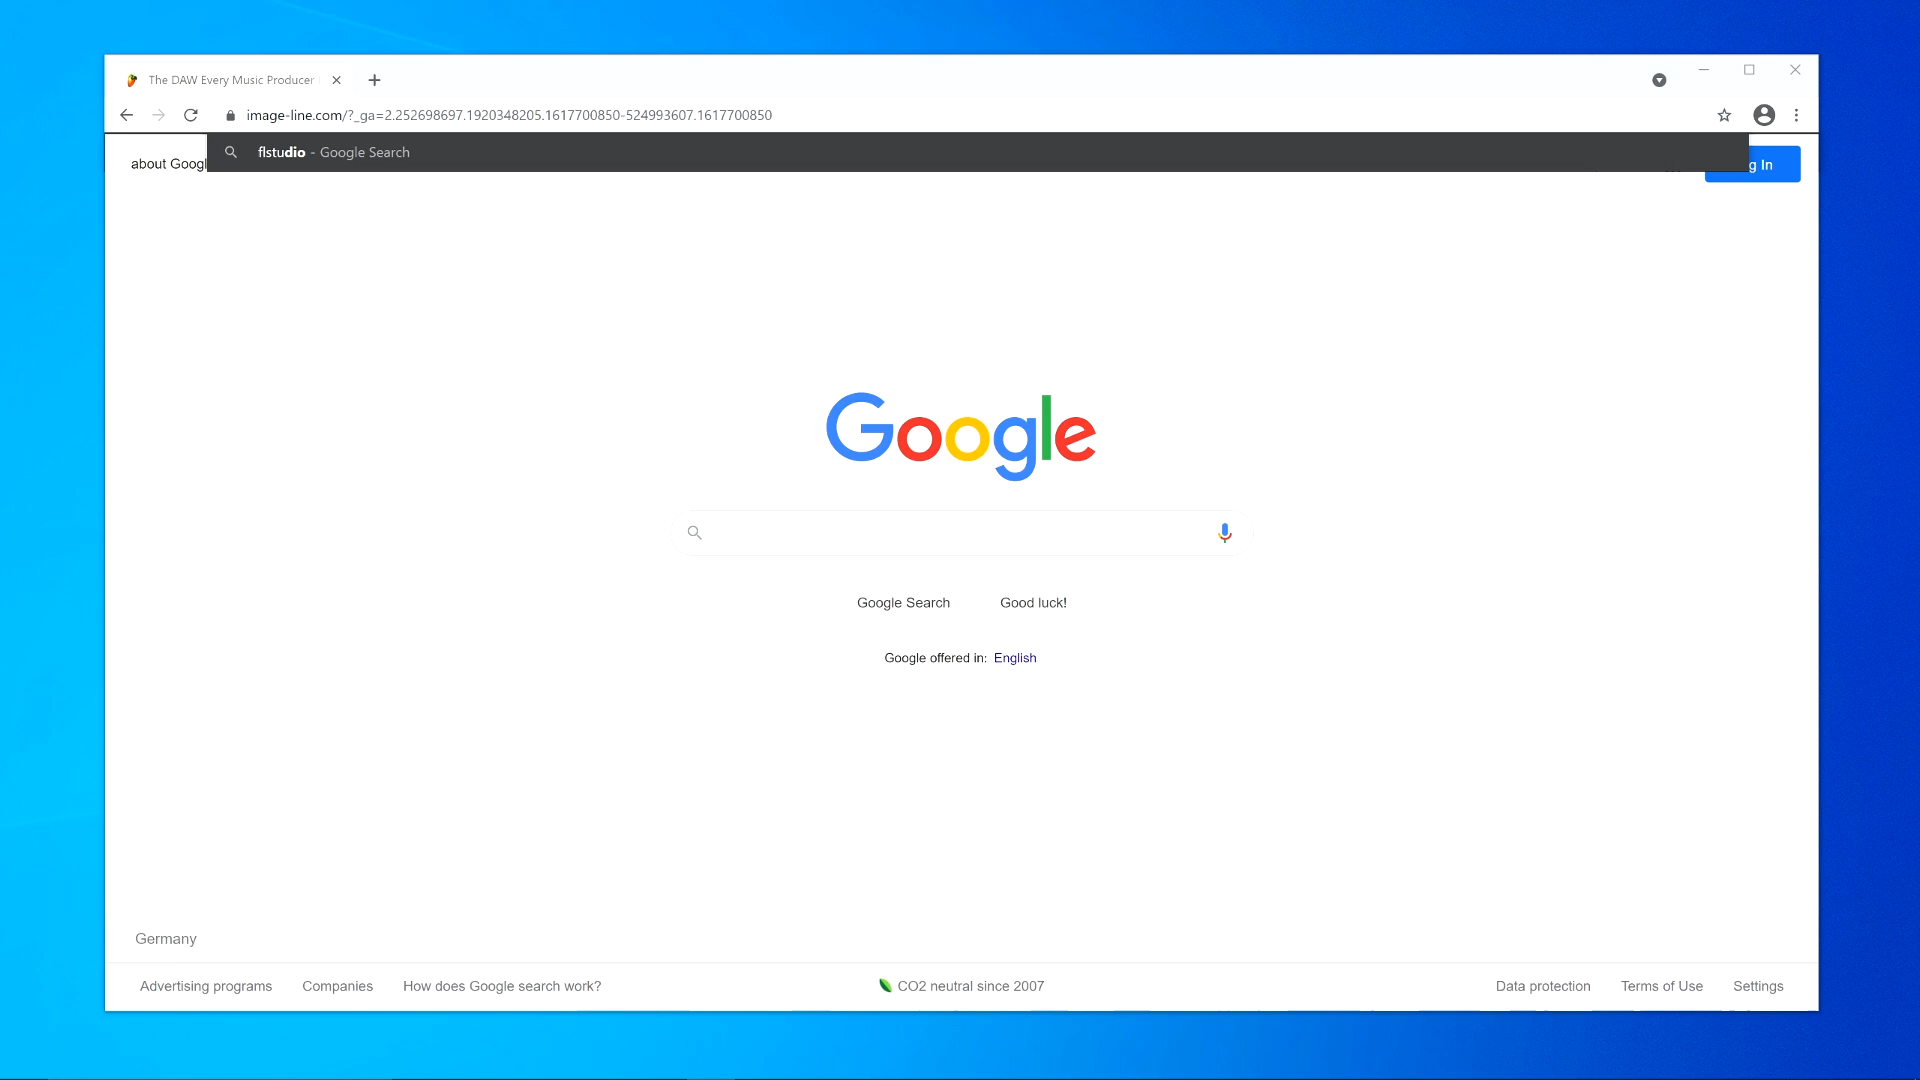 The DAW Every Music Producer
image-line.com/?_ga=2.252698697.1920348205.1617700850-524993607.1617700850
flstudio - Google Search
about Googl
g In
Google
Google Search
Good luck!
Google offered in: English
Germany
Advertising programs
Companies
How does Google search work?
CO2 neutral since 2007
Data protection
Terms of Use
Settings